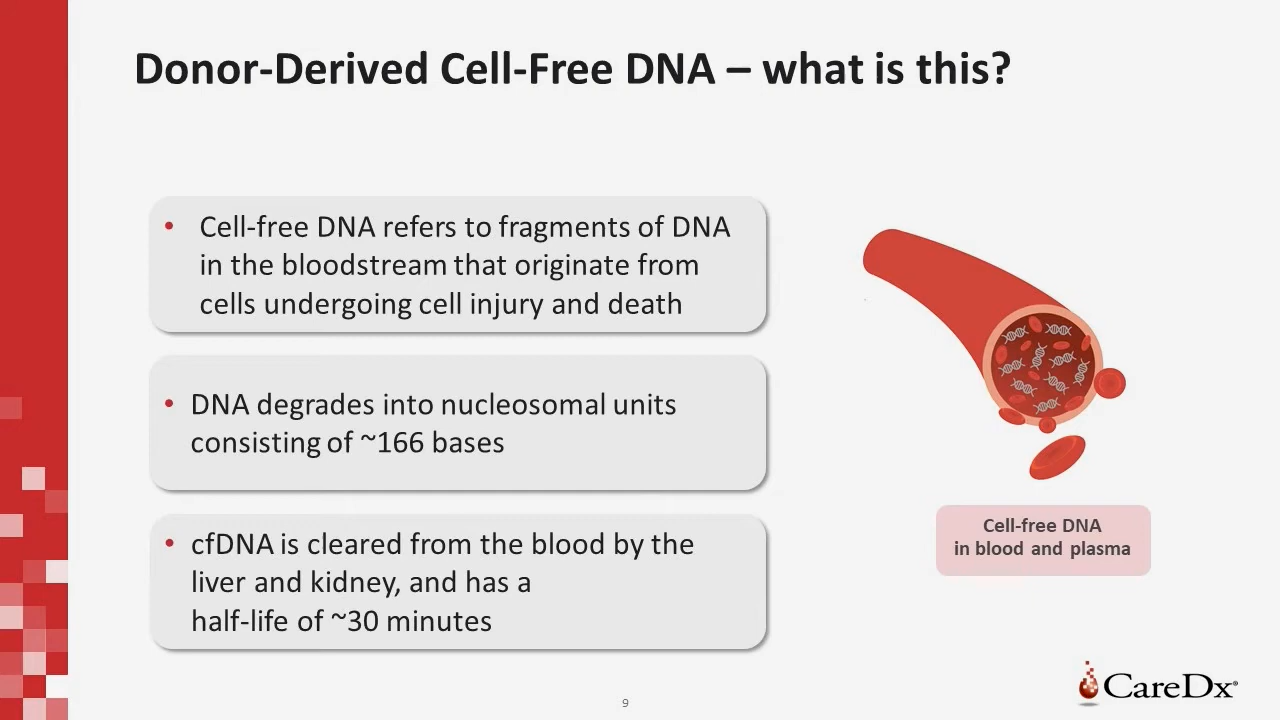 Donor-Derived Cell-Free DNA – what is this?
• Cell-free DNA refers to fragments of DNA
in the bloodstream that originate from
cells undergoing cell injury and death
• DNA degrades into nucleosomal units
consisting of ~166 bases
• cfDNA is cleared from the blood by the
liver and kidney, and has a
half-life of ~30 minutes
Cell-free DNA
in blood and plasma
9
CareDx®